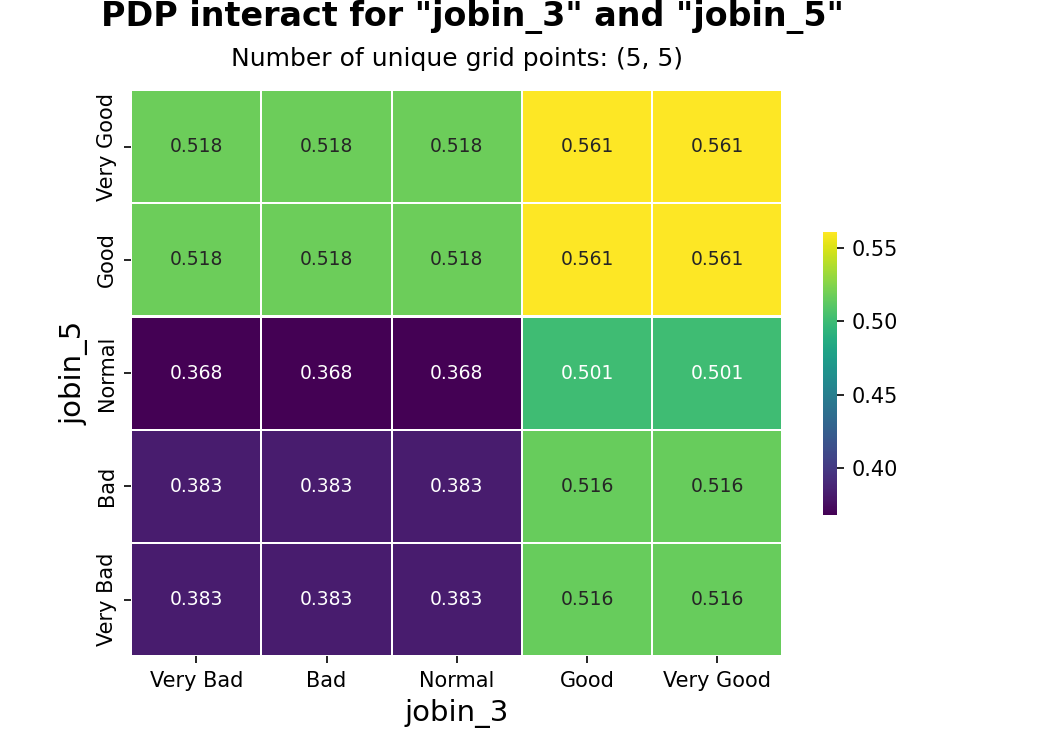 PDP interact for "jobin_3" and "jobin_5"
Number of unique grid points: (5, 5)
jobin_5
Very Good
0.518 0.518 0.518 0.561 0.561
Good
0.518 0.518 0.518 0.561 0.561
Normal
0.368 0.368 0.368 0.501 0.501
Bad
0.383 0.383 0.383 0.516 0.516
Very Bad
0.383 0.383 0.383 0.516 0.516
Very Bad Bad Normal Good Very Good
jobin_3
0.55
0.50
0.45
0.40